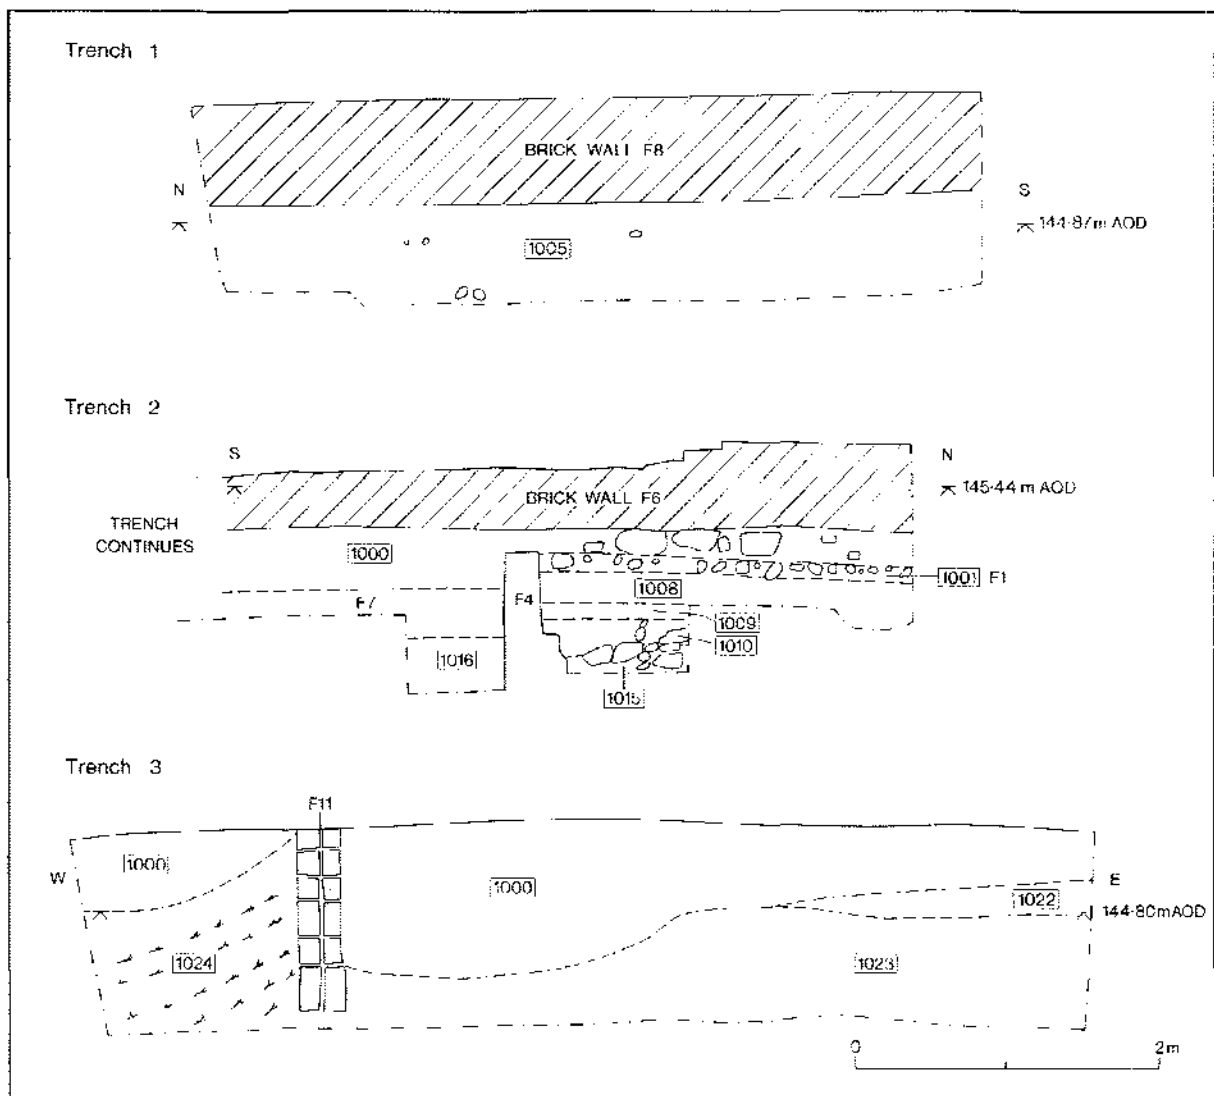 Trench 1
BRICK WALL F8
N
S
144·87m AOD
1005
Trench 2
S
N
BRICK WALL F6
145·44 m AOD
TRENCH
CONTINUES
1000
1001 F1
1008
F7
F4
1009
1010
1016
1015
Trench 3
F11
1000
W
1000
E
1022
144·80mAOD
1024
1023
0
2m